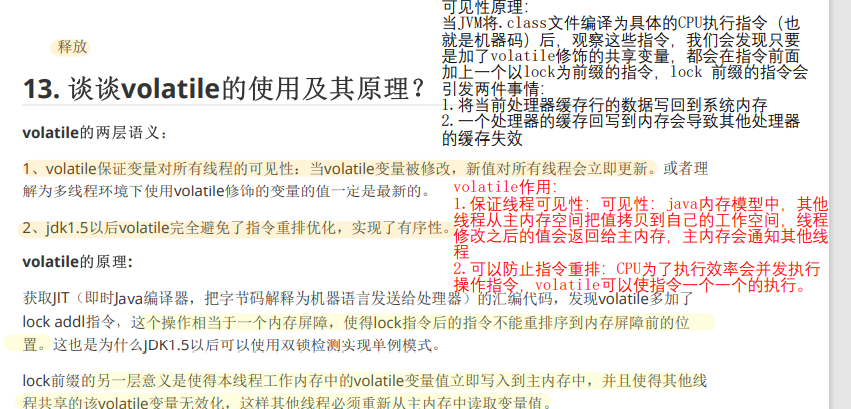 释放
13. 谈谈volatile的使用及其原理？
volatile的两层语义：
1、volatile保证变量对所有线程的可见性：当volatile变量被修改，新值对所有线程会立即更新。或者理
解为多线程环境下使用volatile修饰的变量的值一定是最新的。
2、jdk1.5以后volatile完全避免了指令重排优化，实现了有序性。
volatile的原理:
获取JIT（即时Java编译器，把字节码解释为机器语言发送给处理器）的汇编代码，发现volatile多加了
lock addl指令，这个操作相当于一个内存屏障，使得lock指令后的指令不能重排序到内存屏障前的位
置。这也是为什么JDK1.5以后可以使用双锁检测实现单例模式。
lock前缀的另一层意义是使得本线程工作内存中的volatile变量值立即写入到主内存中，并且使得其他线
程共享的该volatile变量无效化，这样其他线程必须重新从主内存中读取变量值。
可见性原理：
当JVM将.class文件编译为具体的CPU执行指令（也
就是机器码）后，观察这些指令，我们会发现只要
是加了volatile修饰的共享变量，都会在指令前面
加上一个以lock为前缀的指令，lock 前缀的指令会
引发两件事情:
1.将当前处理器缓存行的数据写回到系统内存
2.一个处理器的缓存回写到内存会导致其他处理器
的缓存失效
volatile作用:
1.保证线程可见性：可见性：java内存模型中，其他
线程从主内存空间把值拷贝到自己的工作空间，线程
修改之后的值会返回给主内存，主内存会通知其他线
程
2.可以防止指令重排：CPU为了执行效率会并发执行
操作指令，volatile可以使指令一个一个的执行。